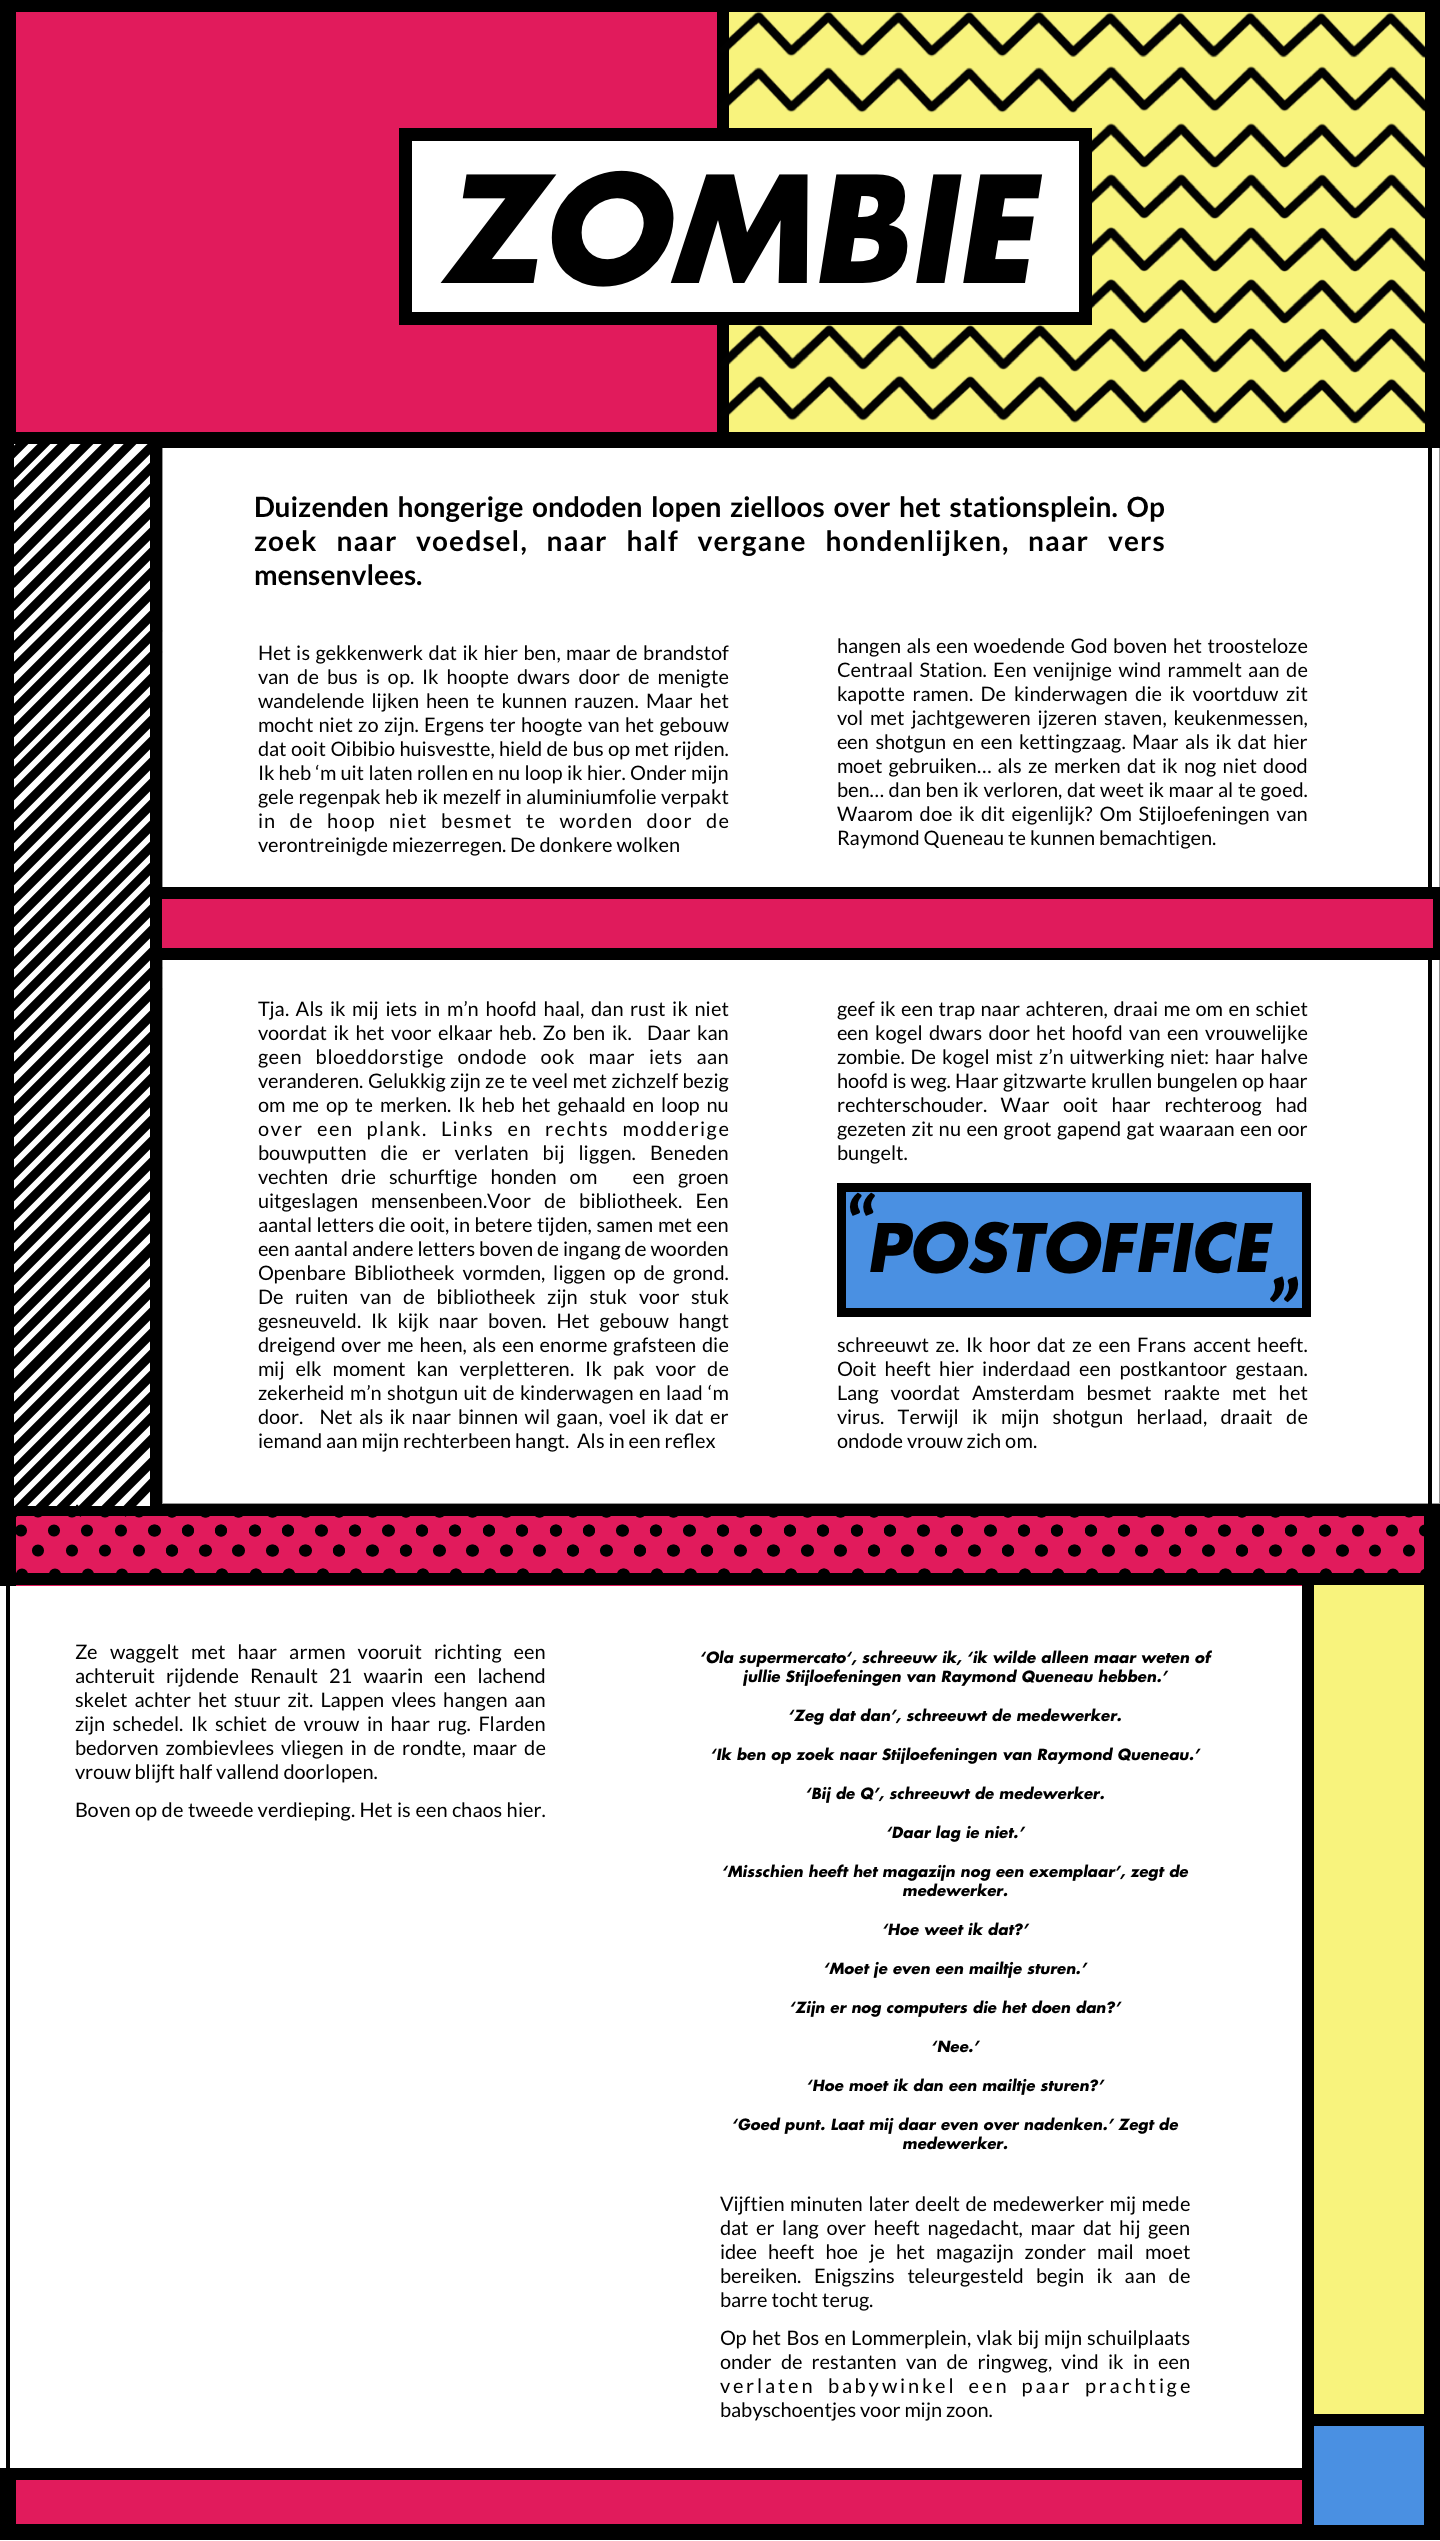 ZOMBIE
Duizenden hongerige ondoden lopen zielloos over het stationsplein. Op
zoek naar voedsel, naar half vergane hondenlijken, naar vers
mensenvlees.
Het is gekkenwerk dat ik hier ben, maar de brandstof
van de bus is op. Ik hoopte dwars door de menigte
wandelende lijken heen te kunnen rauzen. Maar het
mocht niet zo zijn. Ergens ter hoogte van het gebouw
dat ooit Oibibio huisvestte, hield de bus op met rijden.
Ik heb ‘m uit laten rollen en nu loop ik hier. Onder mijn
gele regenpak heb ik mezelf in aluminiumfolie verpakt
in de hoop niet besmet te worden door de
verontreinigde miezerregen. De donkere wolken
hangen als een woedende God boven het troosteloze
Centraal Station. Een venijnige wind rammelt aan de
kapotte ramen. De kinderwagen die ik voortduw zit
vol met jachtgeweren ijzeren staven, keukenmessen,
een shotgun en een kettingzaag. Maar als ik dat hier
moet gebruiken... als ze merken dat ik nog niet dood
ben... dan ben ik verloren, dat weet ik maar al te goed.
Waarom doe ik dit eigenlijk? Om Stijloefeningen van
Raymond Queneau te kunnen bemachtigen.
Tja. Als ik mij iets in m’n hoofd haal, dan rust ik niet
voordat ik het voor elkaar heb. Zo ben ik.  Daar kan
geen bloeddorstige ondode ook maar iets aan
veranderen. Gelukkig zijn ze te veel met zichzelf bezig
om me op te merken. Ik heb het gehaald en loop nu
over een plank. Links en rechts modderige
bouwputten die er verlaten bij liggen. Beneden
vechten drie schurftige honden om  een groen
uitgeslagen mensenbeen.Voor de bibliotheek. Een
aantal letters die ooit, in betere tijden, samen met een
een aantal andere letters boven de ingang de woorden
Openbare Bibliotheek vormden, liggen op de grond.
De ruiten van de bibliotheek zijn stuk voor stuk
gesneuveld. Ik kijk naar boven. Het gebouw hangt
dreigend over me heen, als een enorme grafsteen die
mij elk moment kan verpletteren. Ik pak voor de
zekerheid m’n shotgun uit de kinderwagen en laad ‘m
door.  Net als ik naar binnen wil gaan, voel ik dat er
iemand aan mijn rechterbeen hangt.  Als in een reflex
geef ik een trap naar achteren, draai me om en schiet
een kogel dwars door het hoofd van een vrouwelijke
zombie. De kogel mist z’n uitwerking niet: haar halve
hoofd is weg. Haar gitzwarte krullen bungelen op haar
rechterschouder. Waar ooit haar rechteroog had
gezeten zit nu een groot gapend gat waaraan een oor
bungelt.
“POSTOFFICE”
schreeuwt ze. Ik hoor dat ze een Frans accent heeft.
Ooit heeft hier inderdaad een postkantoor gestaan.
Lang voordat Amsterdam besmet raakte met het
virus. Terwijl ik mijn shotgun herlaad, draait de
ondode vrouw zich om.
Ze waggelt met haar armen vooruit richting een
achteruit rijdende Renault 21 waarin een lachend
skelet achter het stuur zit. Lappen vlees hangen aan
zijn schedel. Ik schiet de vrouw in haar rug. Flarden
bedorven zombievlees vliegen in de rondte, maar de
vrouw blijft half vallend doorlopen.
Boven op de tweede verdieping. Het is een chaos hier.
‘Ola supermercato‘, schreeuw ik, ‘ik wilde alleen maar weten of
jullie Stijloefeningen van Raymond Queneau hebben.’
‘Zeg dat dan’, schreeuwt de medewerker.
‘Ik ben op zoek naar Stijloefeningen van Raymond Queneau.’
‘Bij de Q’, schreeuwt de medewerker.
‘Daar lag ie niet.’
‘Misschien heeft het magazijn nog een exemplaar’, zegt de
medewerker.
‘Hoe weet ik dat?’
‘Moet je even een mailtje sturen.’
‘Zijn er nog computers die het doen dan?’
‘Nee.’
‘Hoe moet ik dan een mailtje sturen?’
‘Goed punt. Laat mij daar even over nadenken.’ Zegt de
medewerker.
Vijftien minuten later deelt de medewerker mij mede
dat er lang over heeft nagedacht, maar dat hij geen
idee heeft hoe je het magazijn zonder mail moet
bereiken. Enigszins teleurgesteld begin ik aan de
barre tocht terug.
Op het Bos en Lommerplein, vlak bij mijn schuilplaats
onder de restanten van de ringweg, vind ik in een
verlaten babywinkel een paar prachtige
babyschoentjes voor mijn zoon.